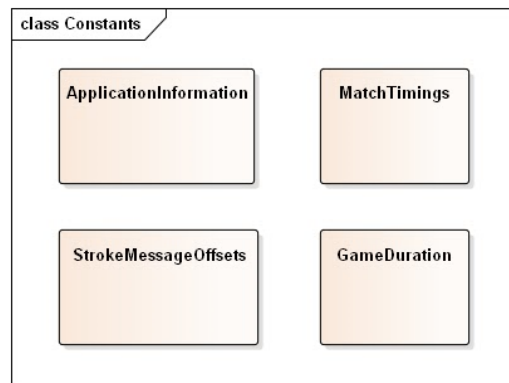 class Constants
ApplicationInformation
MatchTimings
StrokeMessageOffsets
GameDuration